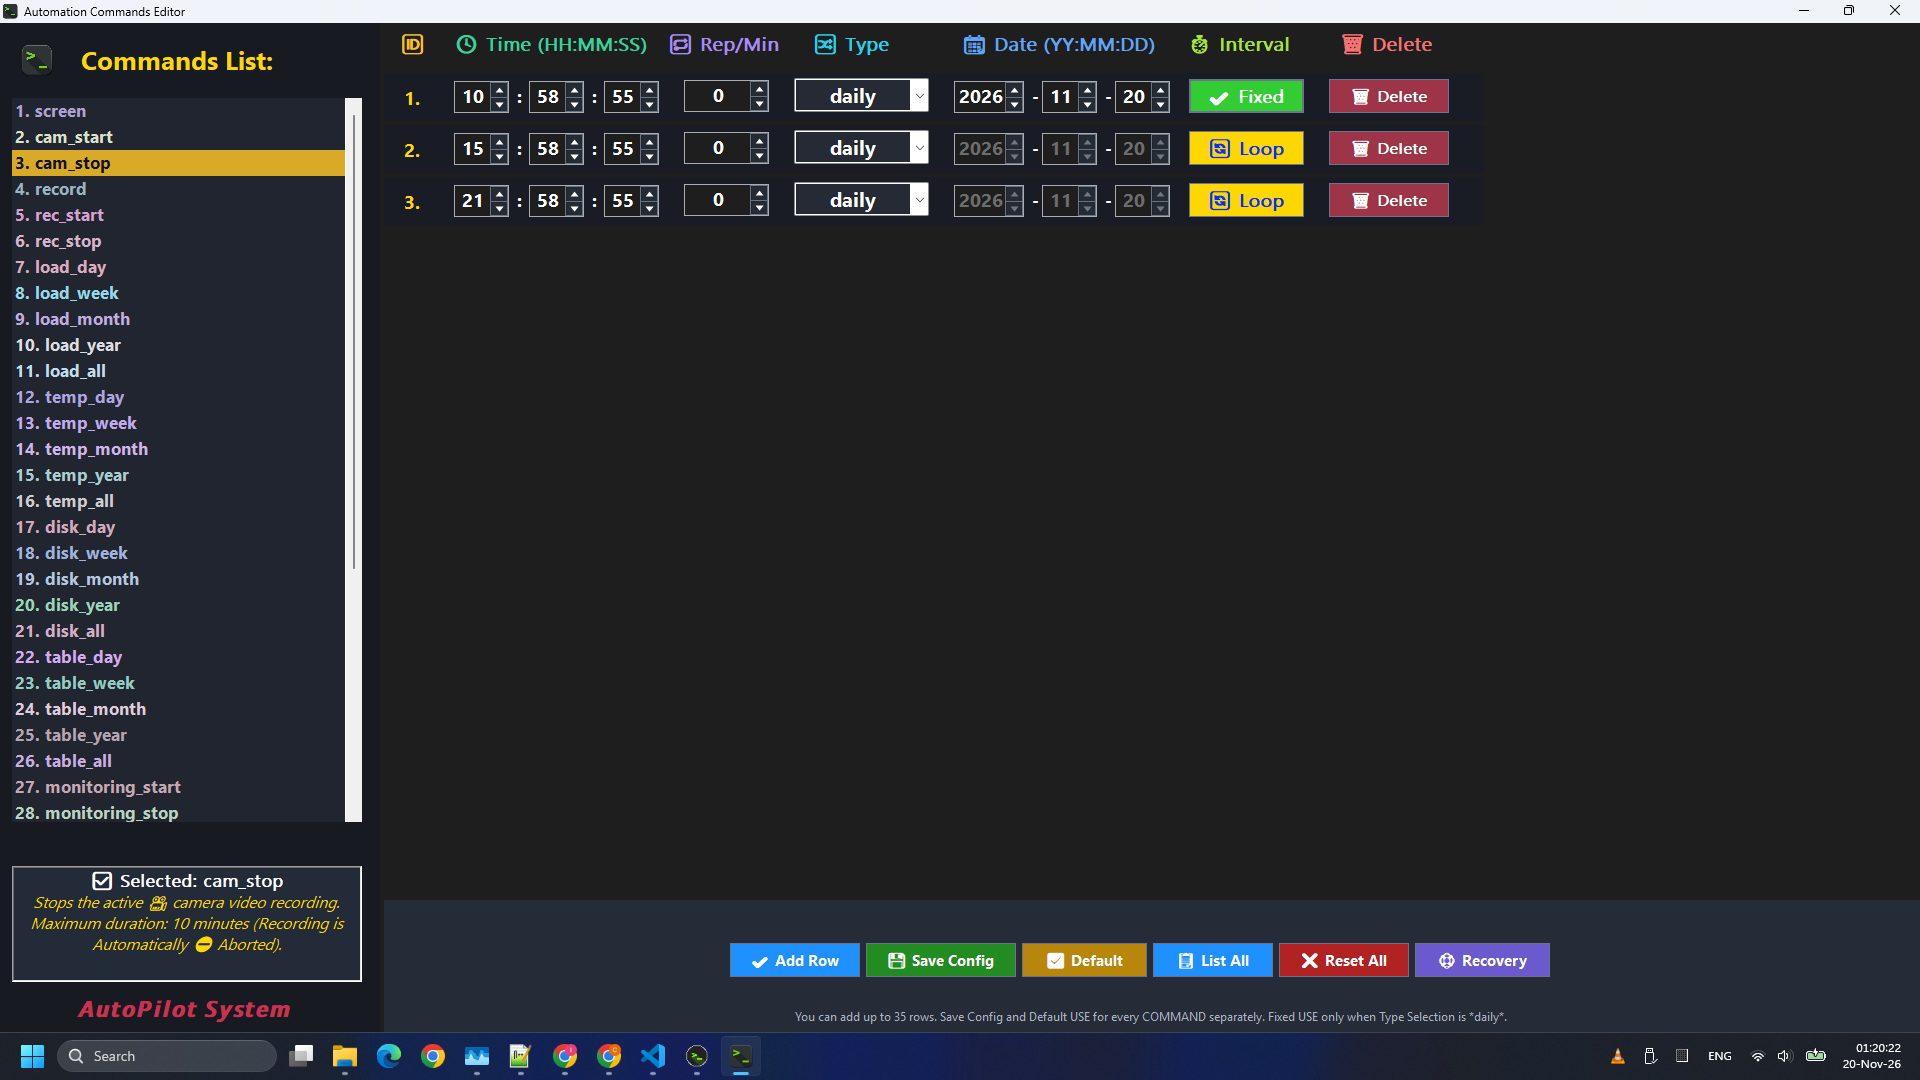 Automation Commands Editor
Commands List:
1. screen
2. cam_start
3. cam_stop
4. record
5. rec_start
6. rec_stop
7. load_day
8. load_week
9. load_month
10. load_year
11. load_all
12. temp_day
13. temp_week
14. temp_month
15. temp_year
16. temp_all
17. disk_day
18. disk_week
19. disk_month
20. disk_year
21. disk_all
22. table_day
23. table_week
24. table_month
25. table_year
26. table_all
27. monitoring_start
28. monitoring_stop
Selected: cam_stop
Stops the active camera video recording.
Maximum duration: 10 minutes (Recording is
Automatically Aborted).
AutoPilot System
ID Time (HH:MM:SS) Rep/Min Type Date (YY:MM:DD) Interval Delete
1. 10 : 58 : 55 0 daily 2026 - 11 - 20 Fixed Delete
2. 15 : 58 : 55 0 daily 2026 - 11 - 20 Loop Delete
3. 21 : 58 : 55 0 daily 2026 - 11 - 20 Loop Delete
Add Row Save Config Default List All Reset All Recovery
You can add up to 35 rows. Save Config and Default USE for every COMMAND separately. Fixed USE only when Type Selection is *daily*.
Search
ENG
01:20:22
20-Nov-26